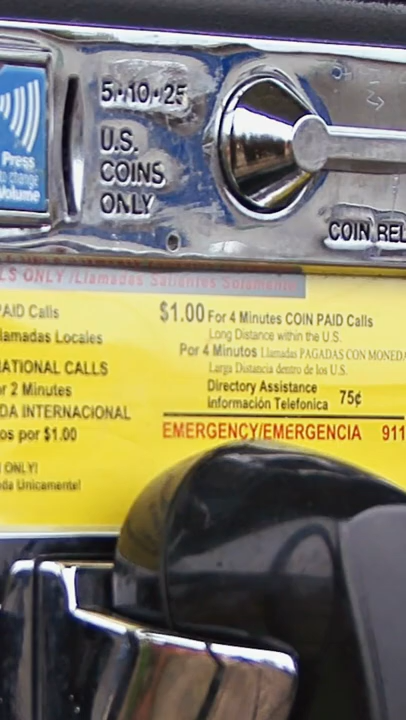 5•10•25
U.S.
COINS
ONLY
Press
to change
Volume
COIN REL
LS ONLY /Llamadas Salientes Solamente
PAID Calls
lamadas Locales
NATIONAL CALLS
or 2 Minutes
DA INTERNACIONAL
os por $1.00
ONLY!
da Unicamente!
$1.00 For 4 Minutes COIN PAID Calls
Long Distance within the U.S.
Por 4 Minutos Llamadas PAGADAS CON MONEDA
Larga Distancia dentro de los U.S.
Directory Assistance
Información Telefonica 75¢
EMERGENCY/EMERGENCIA 911